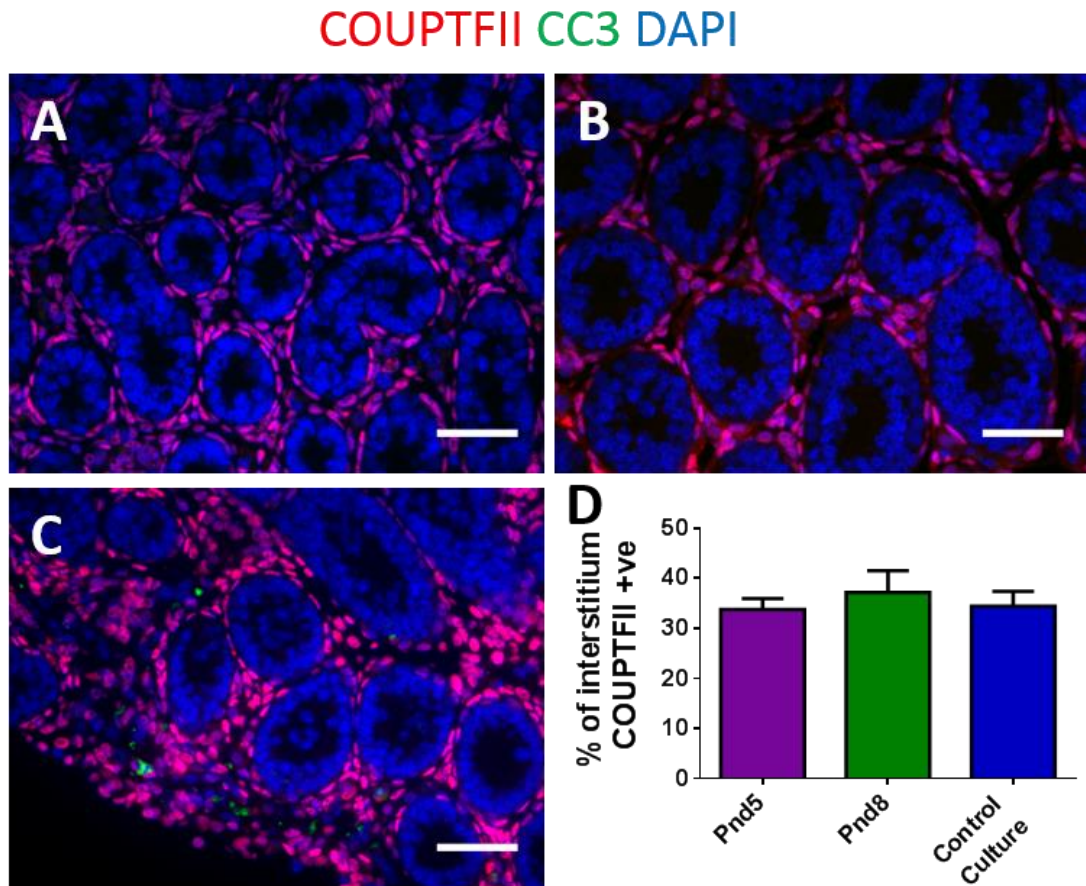 COUPTFII CC3 DAPI
A
B
C
D
% of interstitium
COUPTFII +ve
50
40
30
20
10
0
Pnd5
Pnd8
Control
Culture